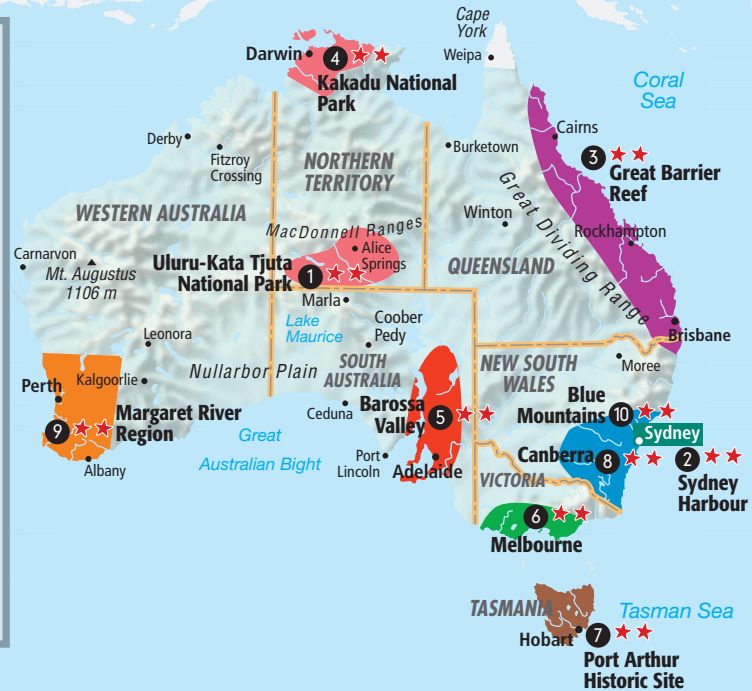 Cape
York
Darwin
4
Kakadu National
Park
Weipa
Coral
Sea
Derby
Fitzroy
Crossing
Burketown
Cairns
3
Great Barrier
Reef
NORTHERN
TERRITORY
WESTERN AUSTRALIA
Winton
Great Dividing Range
MacDonnell Ranges
Alice
Springs
Rockhampton
Carnarvon
Mt. Augustus
1106 m
Uluru-Kata Tjuta
National Park
1
QUEENSLAND
Marla
Lake
Maurice
Coober
Pedy
Leonora
Brisbane
Nullarbor Plain
SOUTH
AUSTRALIA
NEW SOUTH
WALES
Moree
Perth
Kalgoorlie
9
Margaret River
Region
Albany
Ceduna
Barossa
Valley
5
Blue
Mountains
10
Sydney
Great
Australian Bight
Port
Lincoln
Adelaide
Canberra
8
2
Sydney
Harbour
VICTORIA
6
Melbourne
TASMANIA
Tasman Sea
Hobart
7
Port Arthur
Historic Site